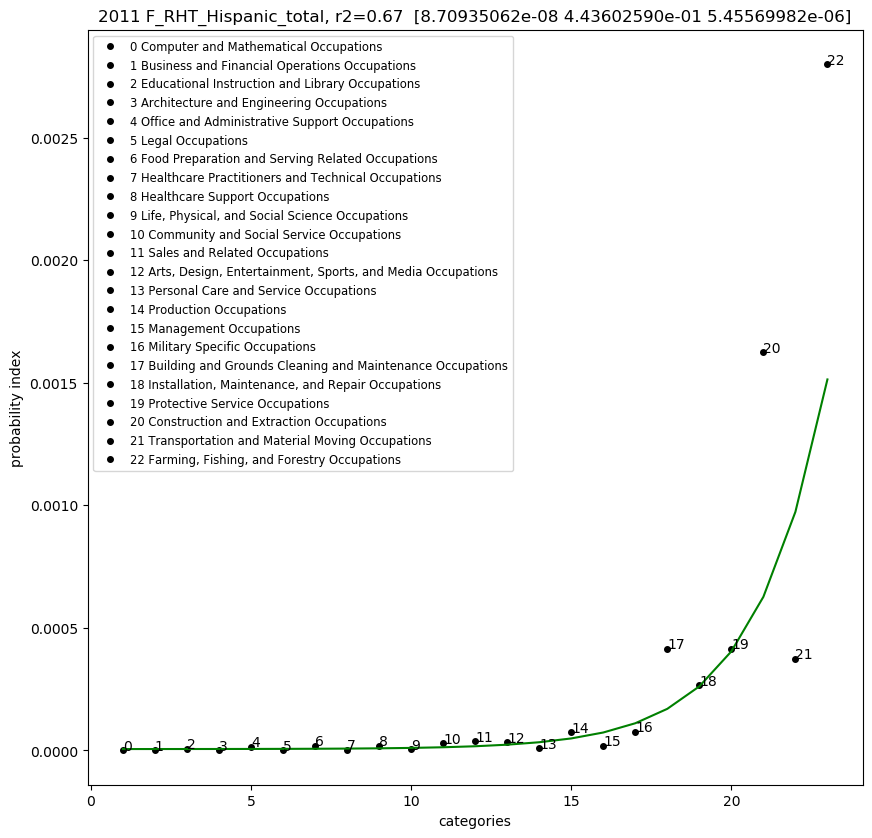 2011 F_RHT_Hispanic_total, r2=0.67 [8.70935062e-08 4.43602590e-01 5.45569982e-06]
0 Computer and Mathematical Occupations
1 Business and Financial Operations Occupations
2 Educational Instruction and Library Occupations
3 Architecture and Engineering Occupations
4 Office and Administrative Support Occupations
5 Legal Occupations
6 Food Preparation and Serving Related Occupations
7 Healthcare Practitioners and Technical Occupations
8 Healthcare Support Occupations
9 Life, Physical, and Social Science Occupations
10 Community and Social Service Occupations
11 Sales and Related Occupations
12 Arts, Design, Entertainment, Sports, and Media Occupations
13 Personal Care and Service Occupations
14 Production Occupations
15 Management Occupations
16 Military Specific Occupations
17 Building and Grounds Cleaning and Maintenance Occupations
18 Installation, Maintenance, and Repair Occupations
19 Protective Service Occupations
20 Construction and Extraction Occupations
21 Transportation and Material Moving Occupations
22 Farming, Fishing, and Forestry Occupations
probability index
0.0025
0.0020
0.0015
0.0010
0.0005
0.0000
0
1
2
3
4
5
6
7
8
9
10
11
12
13
14
15
16
17
18
19
20
21
22
0 5 10 15 20
categories